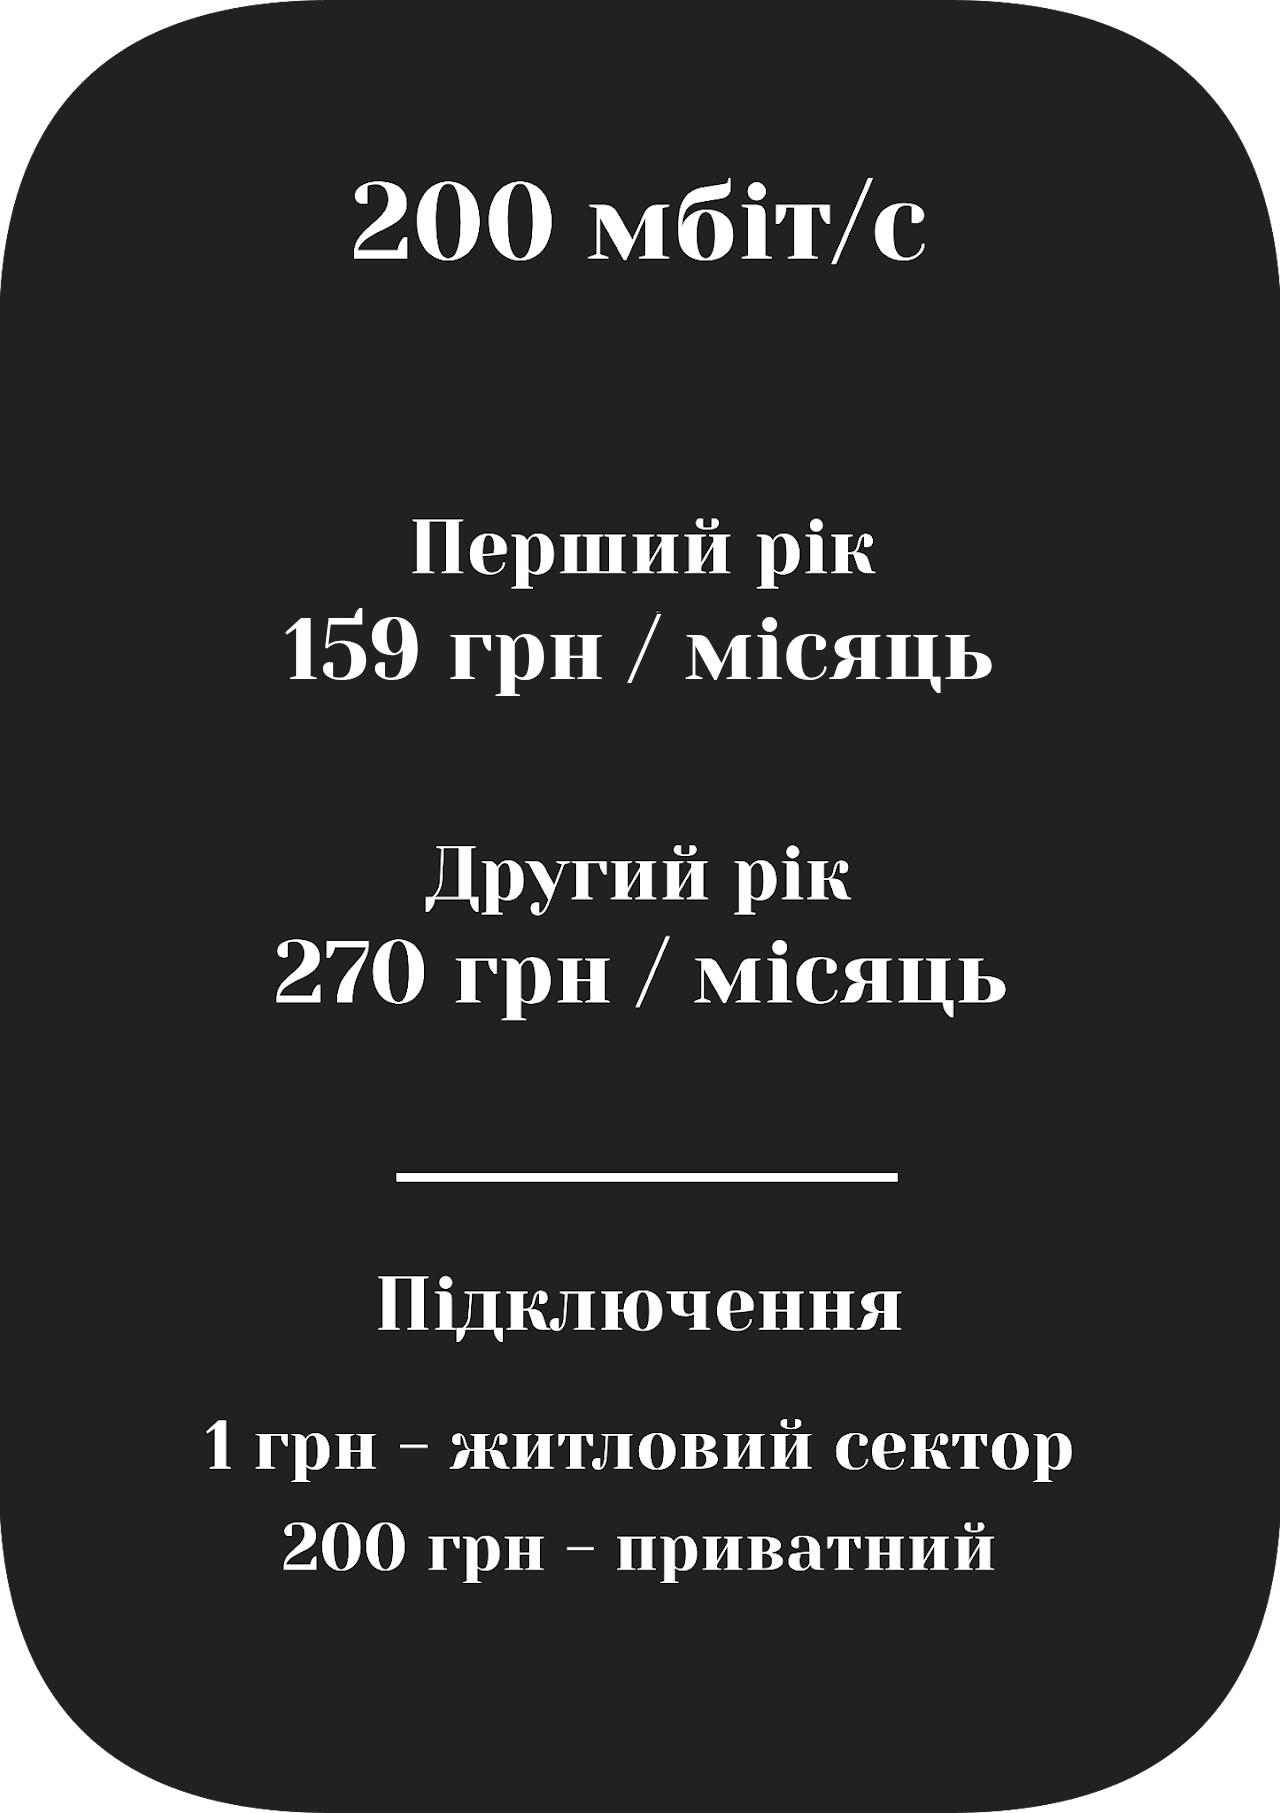 200 мбіт/с
Перший рік
159 грн / місяць
Другий рік
270 грн / місяць
Підключення
1 грн - житловий сектор
200 грн - приватний